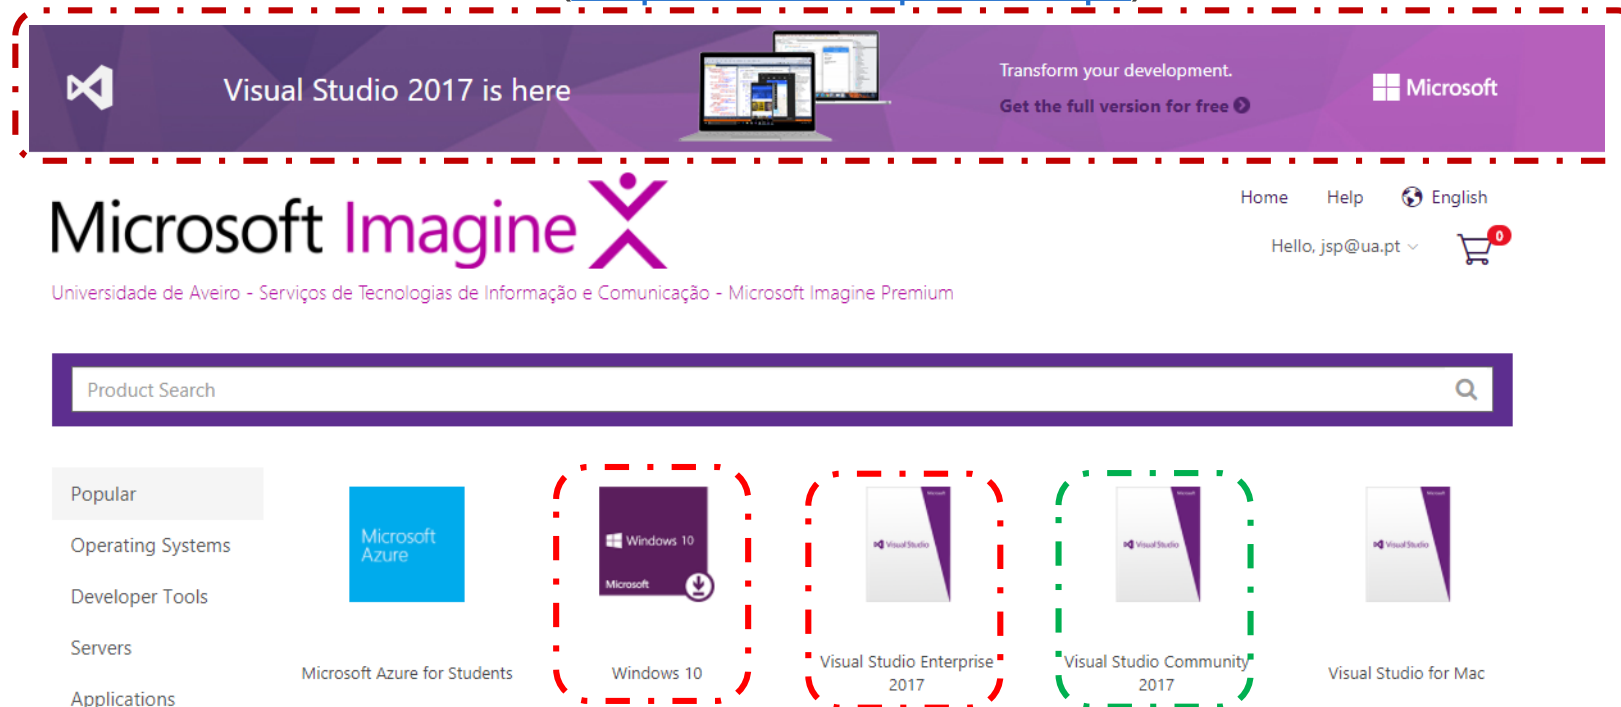 Visual Studio 2017 is here
Transform your development.
Get the full version for free
Microsoft
Microsoft Imagine
Home Help English
Hello, jsp@ua.pt
0
Universidade de Aveiro - Serviços de Tecnologias de Informação e Comunicação - Microsoft Imagine Premium
Product Search
Popular
Operating Systems
Developer Tools
Servers
Applications
Microsoft
Azure
Microsoft Azure for Students
Windows 10
Microsoft
Windows 10
Microsoft
Visual Studio
Visual Studio Enterprise
2017
Microsoft
Visual Studio
Visual Studio Community
2017
Microsoft
Visual Studio
Visual Studio for Mac